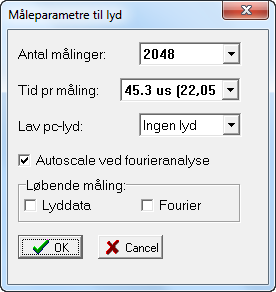 Måleparametre til lyd
Antal målinger: 2048
Tid pr måling: 45.3 us (22,05
Lav pc-lyd: Ingen lyd
Autoscale ved fourieranalyse
Løbende måling:
Lyddata Fourier
OK Cancel